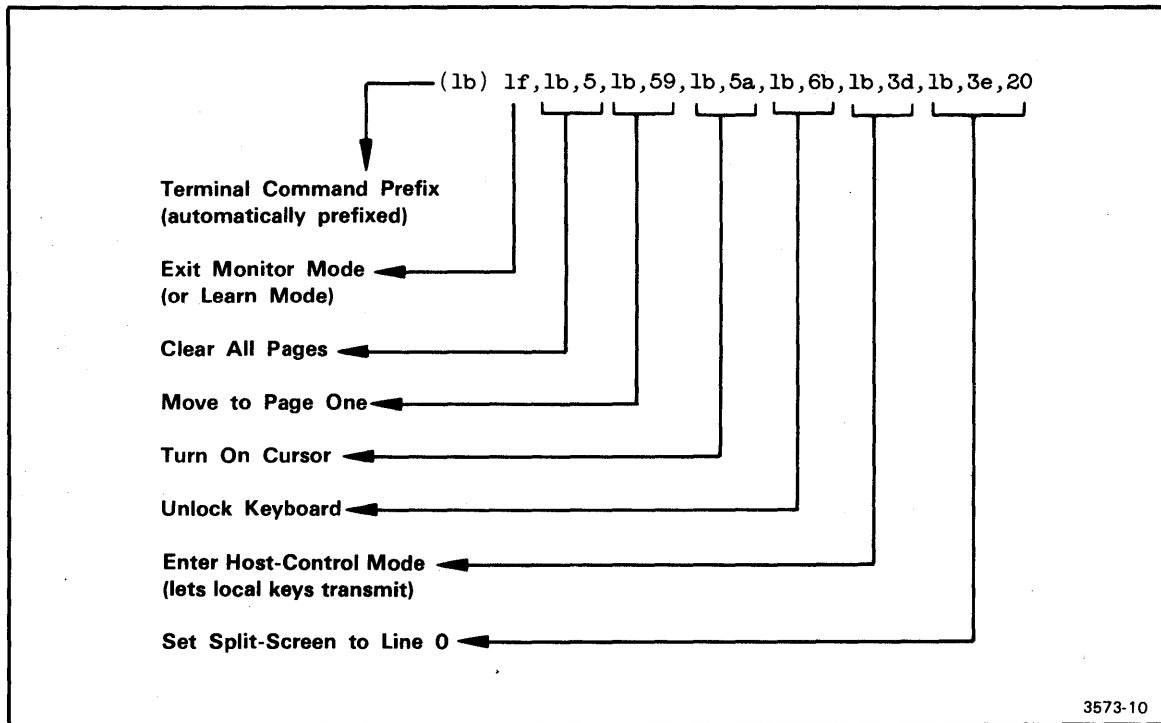 (1b) 1f,1b,5,1b,59,1b,5a,1b,6b,1b,3d,1b,3e,20
Terminal Command Prefix
(automatically prefixed)
Exit Monitor Mode
(or Learn Mode)
Clear All Pages
Move to Page One
Turn On Cursor
Unlock Keyboard
Enter Host-Control Mode
(lets local keys transmit)
Set Split-Screen to Line 0
3573-10